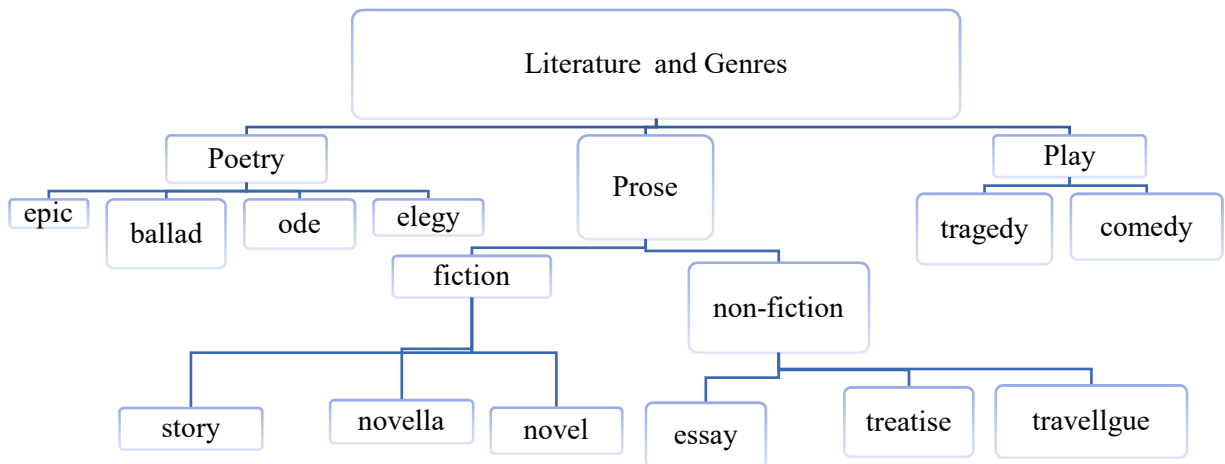 Literature and Genres
Poetry
Prose
Play
epic
ballad
ode
elegy
tragedy
comedy
fiction
non-fiction
story
novella
novel
essay
treatise
travellgue